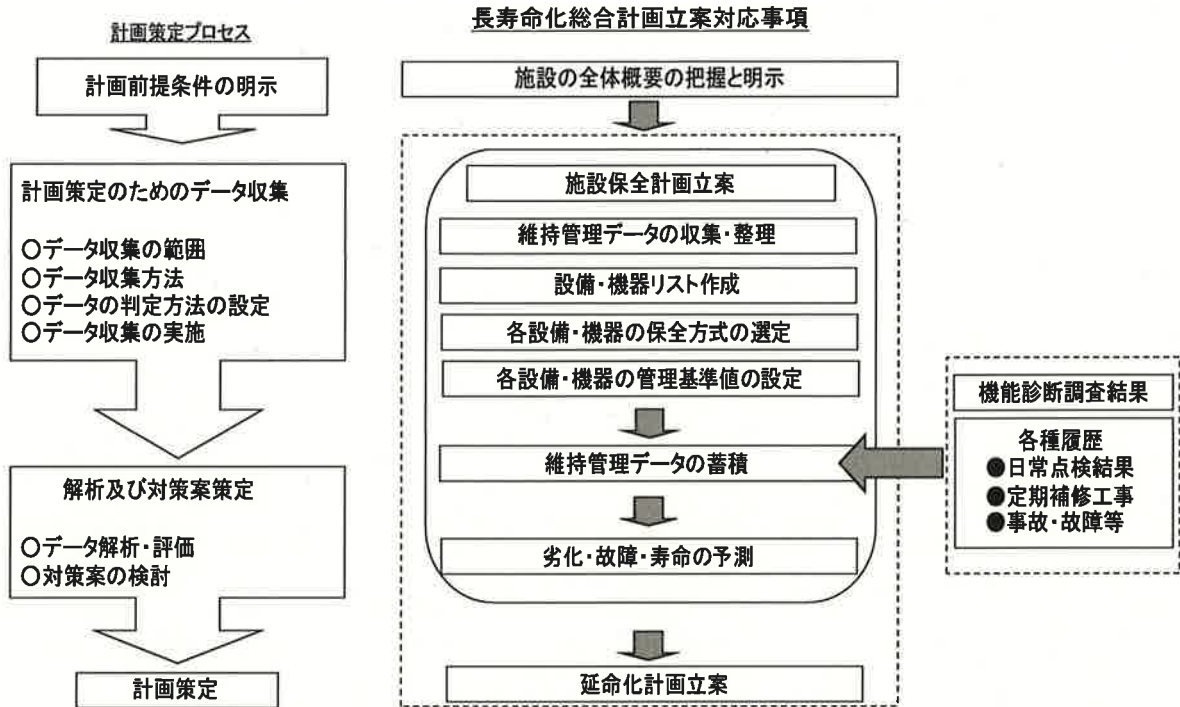 計画策定プロセス
計画前提条件の明示
計画策定のためのデータ収集
○データ収集の範囲
○データ収集方法
○データの判定方法の設定
○データ収集の実施
解析及び対策案策定
○データ解析・評価
○対策案の検討
計画策定
長寿命化総合計画立案対応事項
施設の全体概要の把握と明示
施設保全計画立案
維持管理データの収集・整理
設備・機器リスト作成
各設備・機器の保全方式の選定
各設備・機器の管理基準値の設定
維持管理データの蓄積
劣化・故障・寿命の予測
延命化計画立案
機能診断調査結果
各種履歴
●日常点検結果
●定期補修工事
●事故・故障等